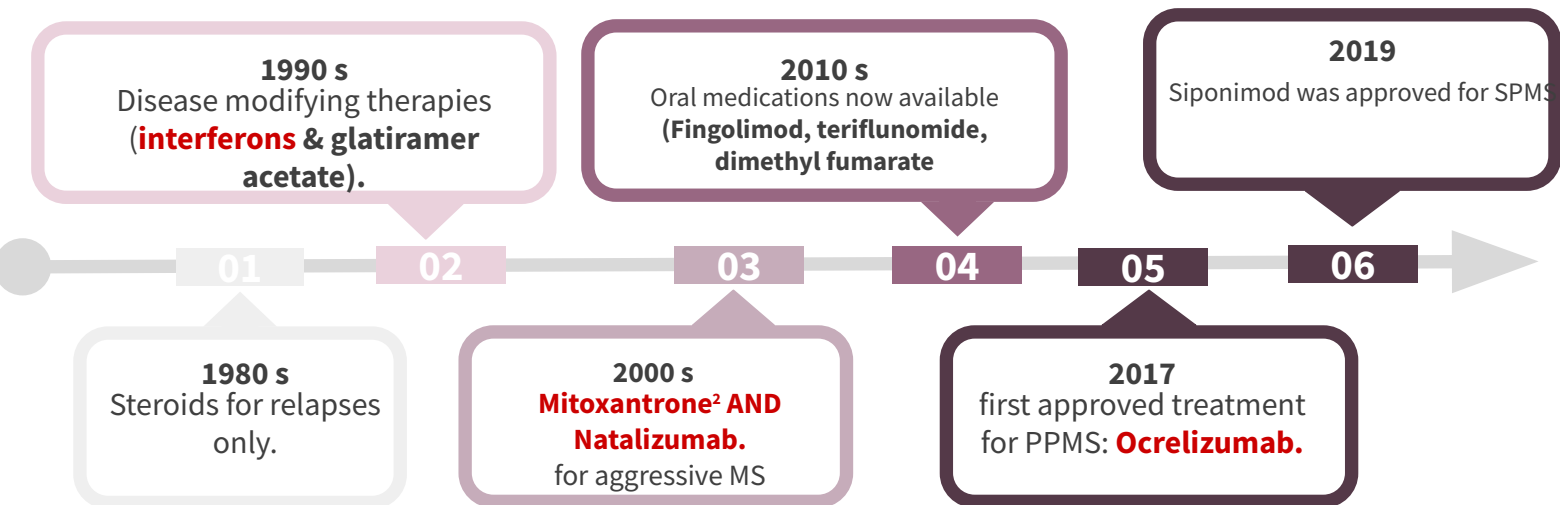 1990 s
Disease modifying therapies
(interferons & glatiramer
acetate).
2010 s
Oral medications now available
(Fingolimod, teriflunomide,
dimethyl fumarate
2019
Siponimod was approved for SPMS
01
02
03
04
05
06
1980 s
Steroids for relapses
only.
2000 s
Mitoxantrone² AND
Natalizumab.
for aggressive MS
2017
first approved treatment
for PPMS: Ocrelizumab.